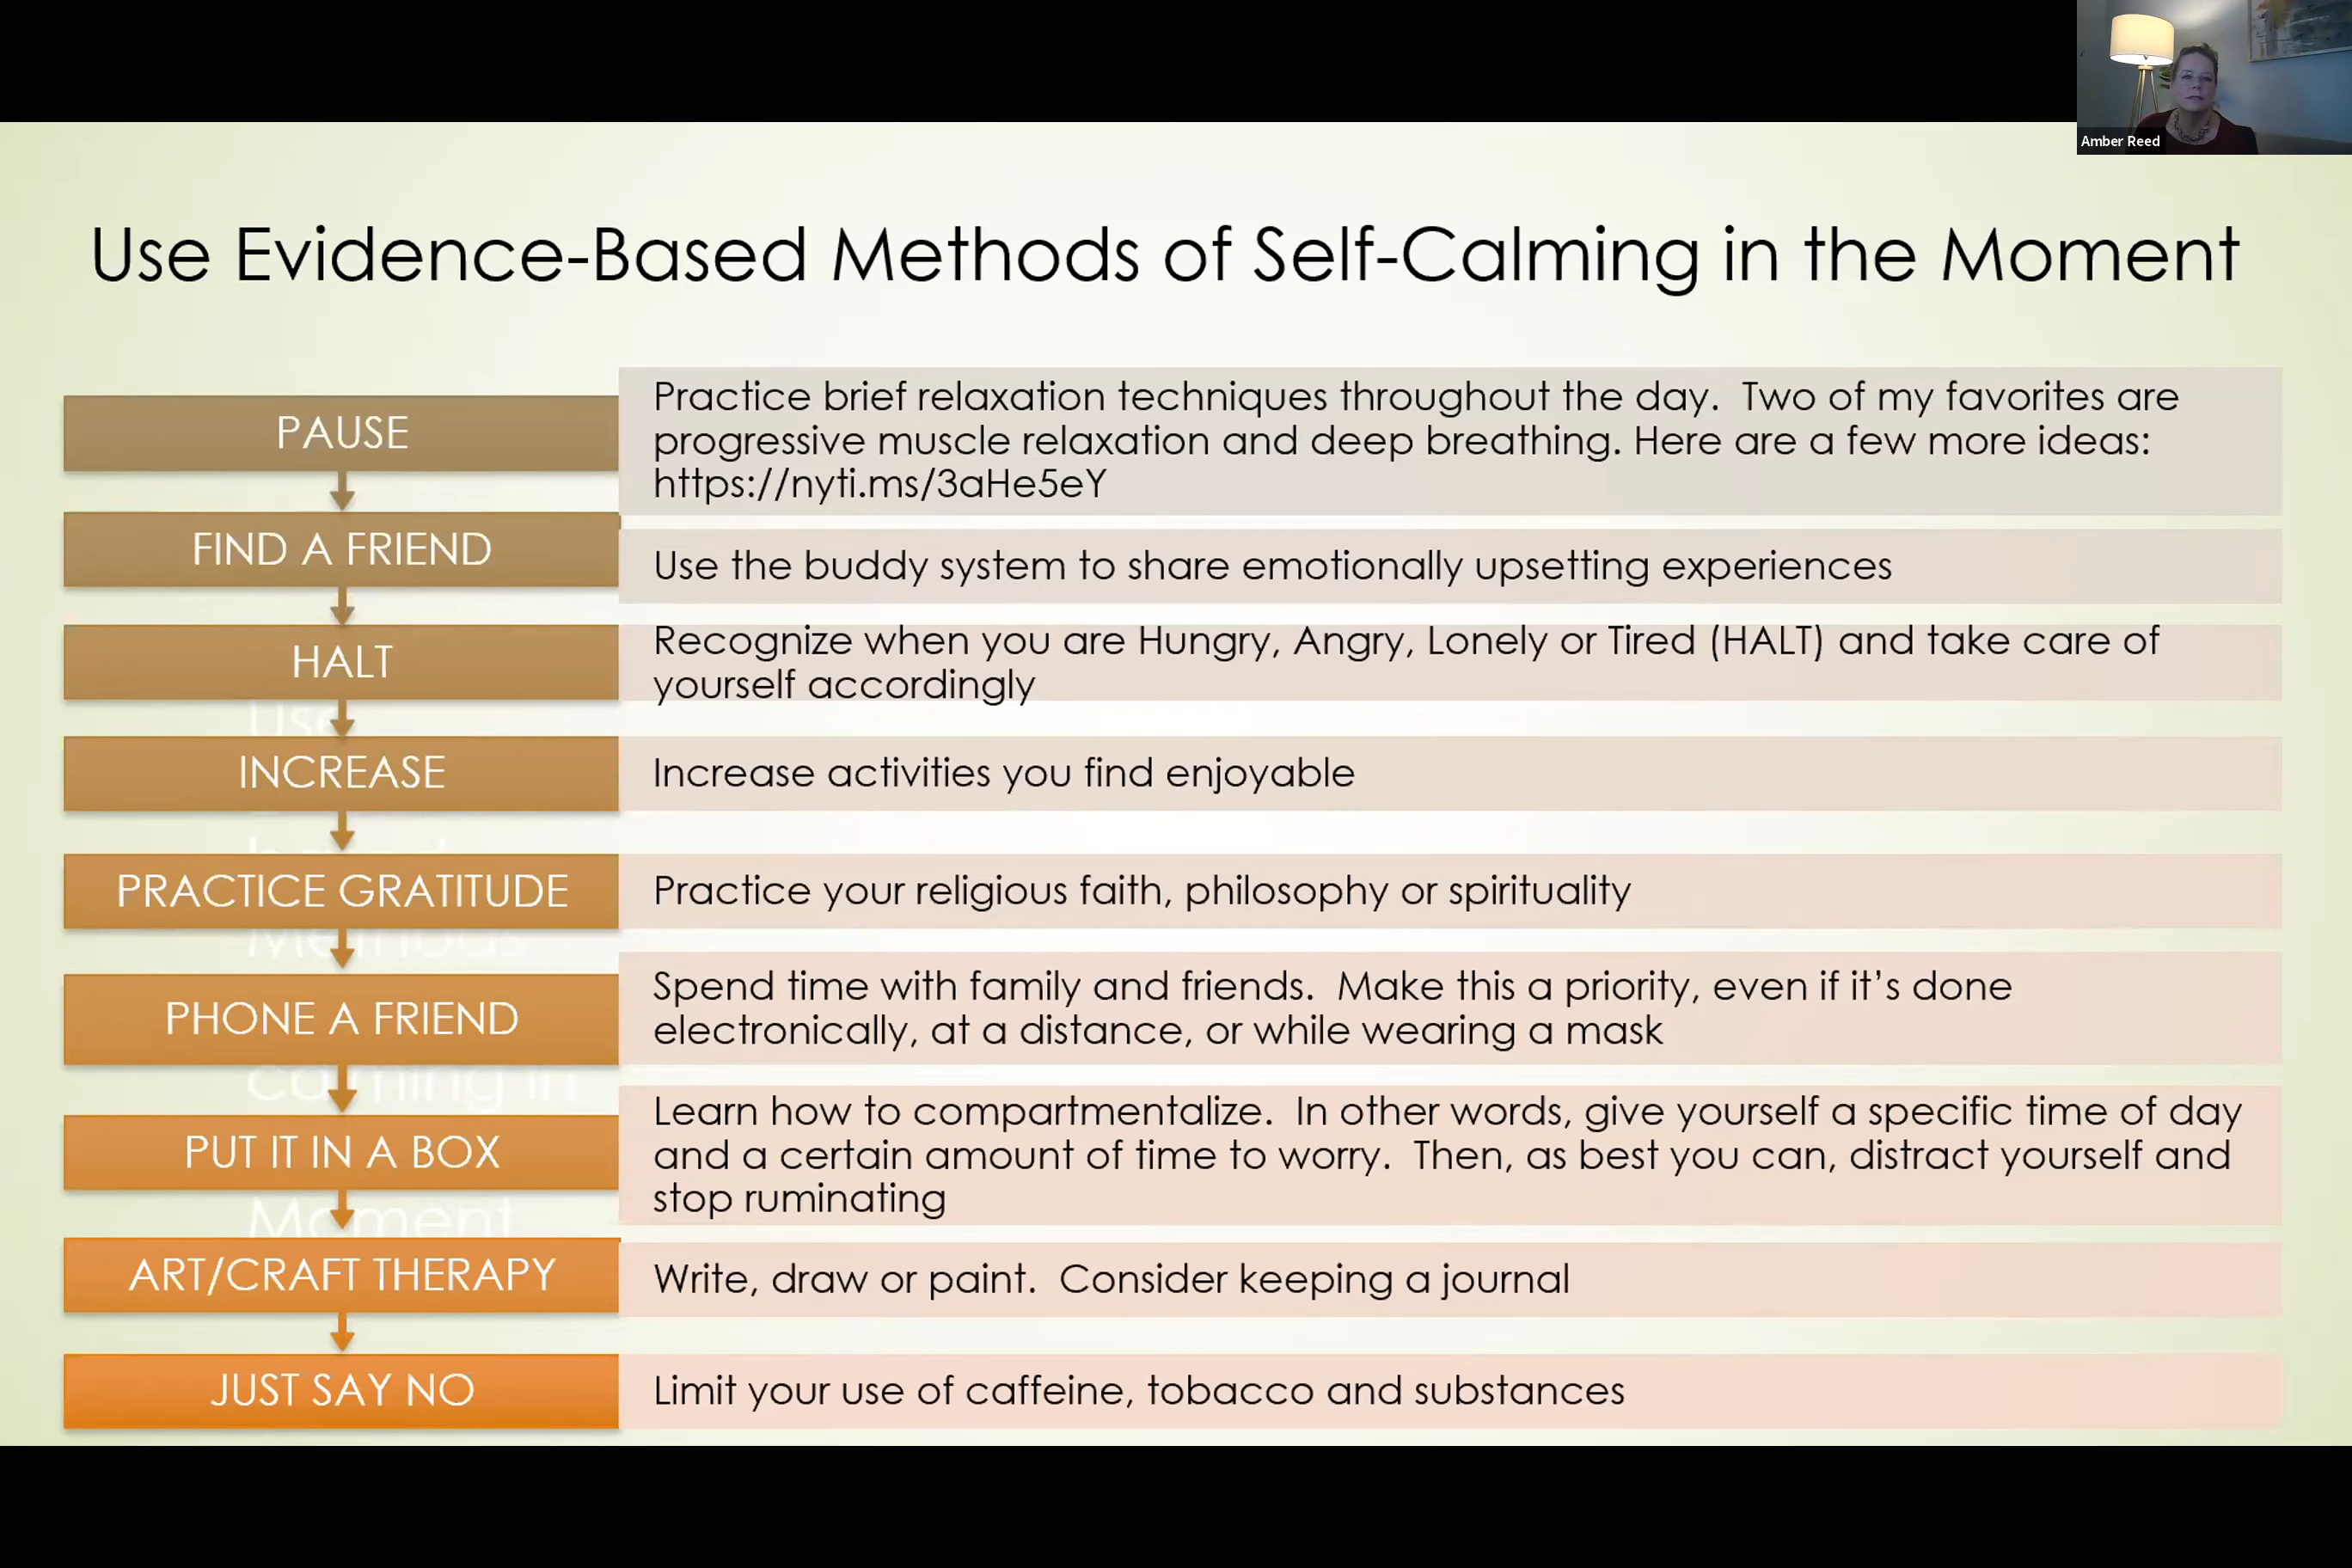 Amber Reed
Use Evidence-Based Methods of Self-Calming in the Moment
PAUSE
Practice brief relaxation techniques throughout the day.  Two of my favorites are
progressive muscle relaxation and deep breathing. Here are a few more ideas:
https://nyti.ms/3aHe5eY
FIND A FRIEND
Use the buddy system to share emotionally upsetting experiences
HALT
Recognize when you are Hungry, Angry, Lonely or Tired (HALT) and take care of
yourself accordingly
Use
INCREASE
Increase activities you find enjoyable
PRACTICE GRATITUDE
Practice your religious faith, philosophy or spirituality
Methods
PHONE A FRIEND
Spend time with family and friends.  Make this a priority, even if it’s done
electronically, at a distance, or while wearing a mask
calming in
PUT IT IN A BOX
Learn how to compartmentalize.  In other words, give yourself a specific time of day
and a certain amount of time to worry.  Then, as best you can, distract yourself and
stop ruminating
Moment
ART/CRAFT THERAPY
Write, draw or paint.  Consider keeping a journal
JUST SAY NO
Limit your use of caffeine, tobacco and substances